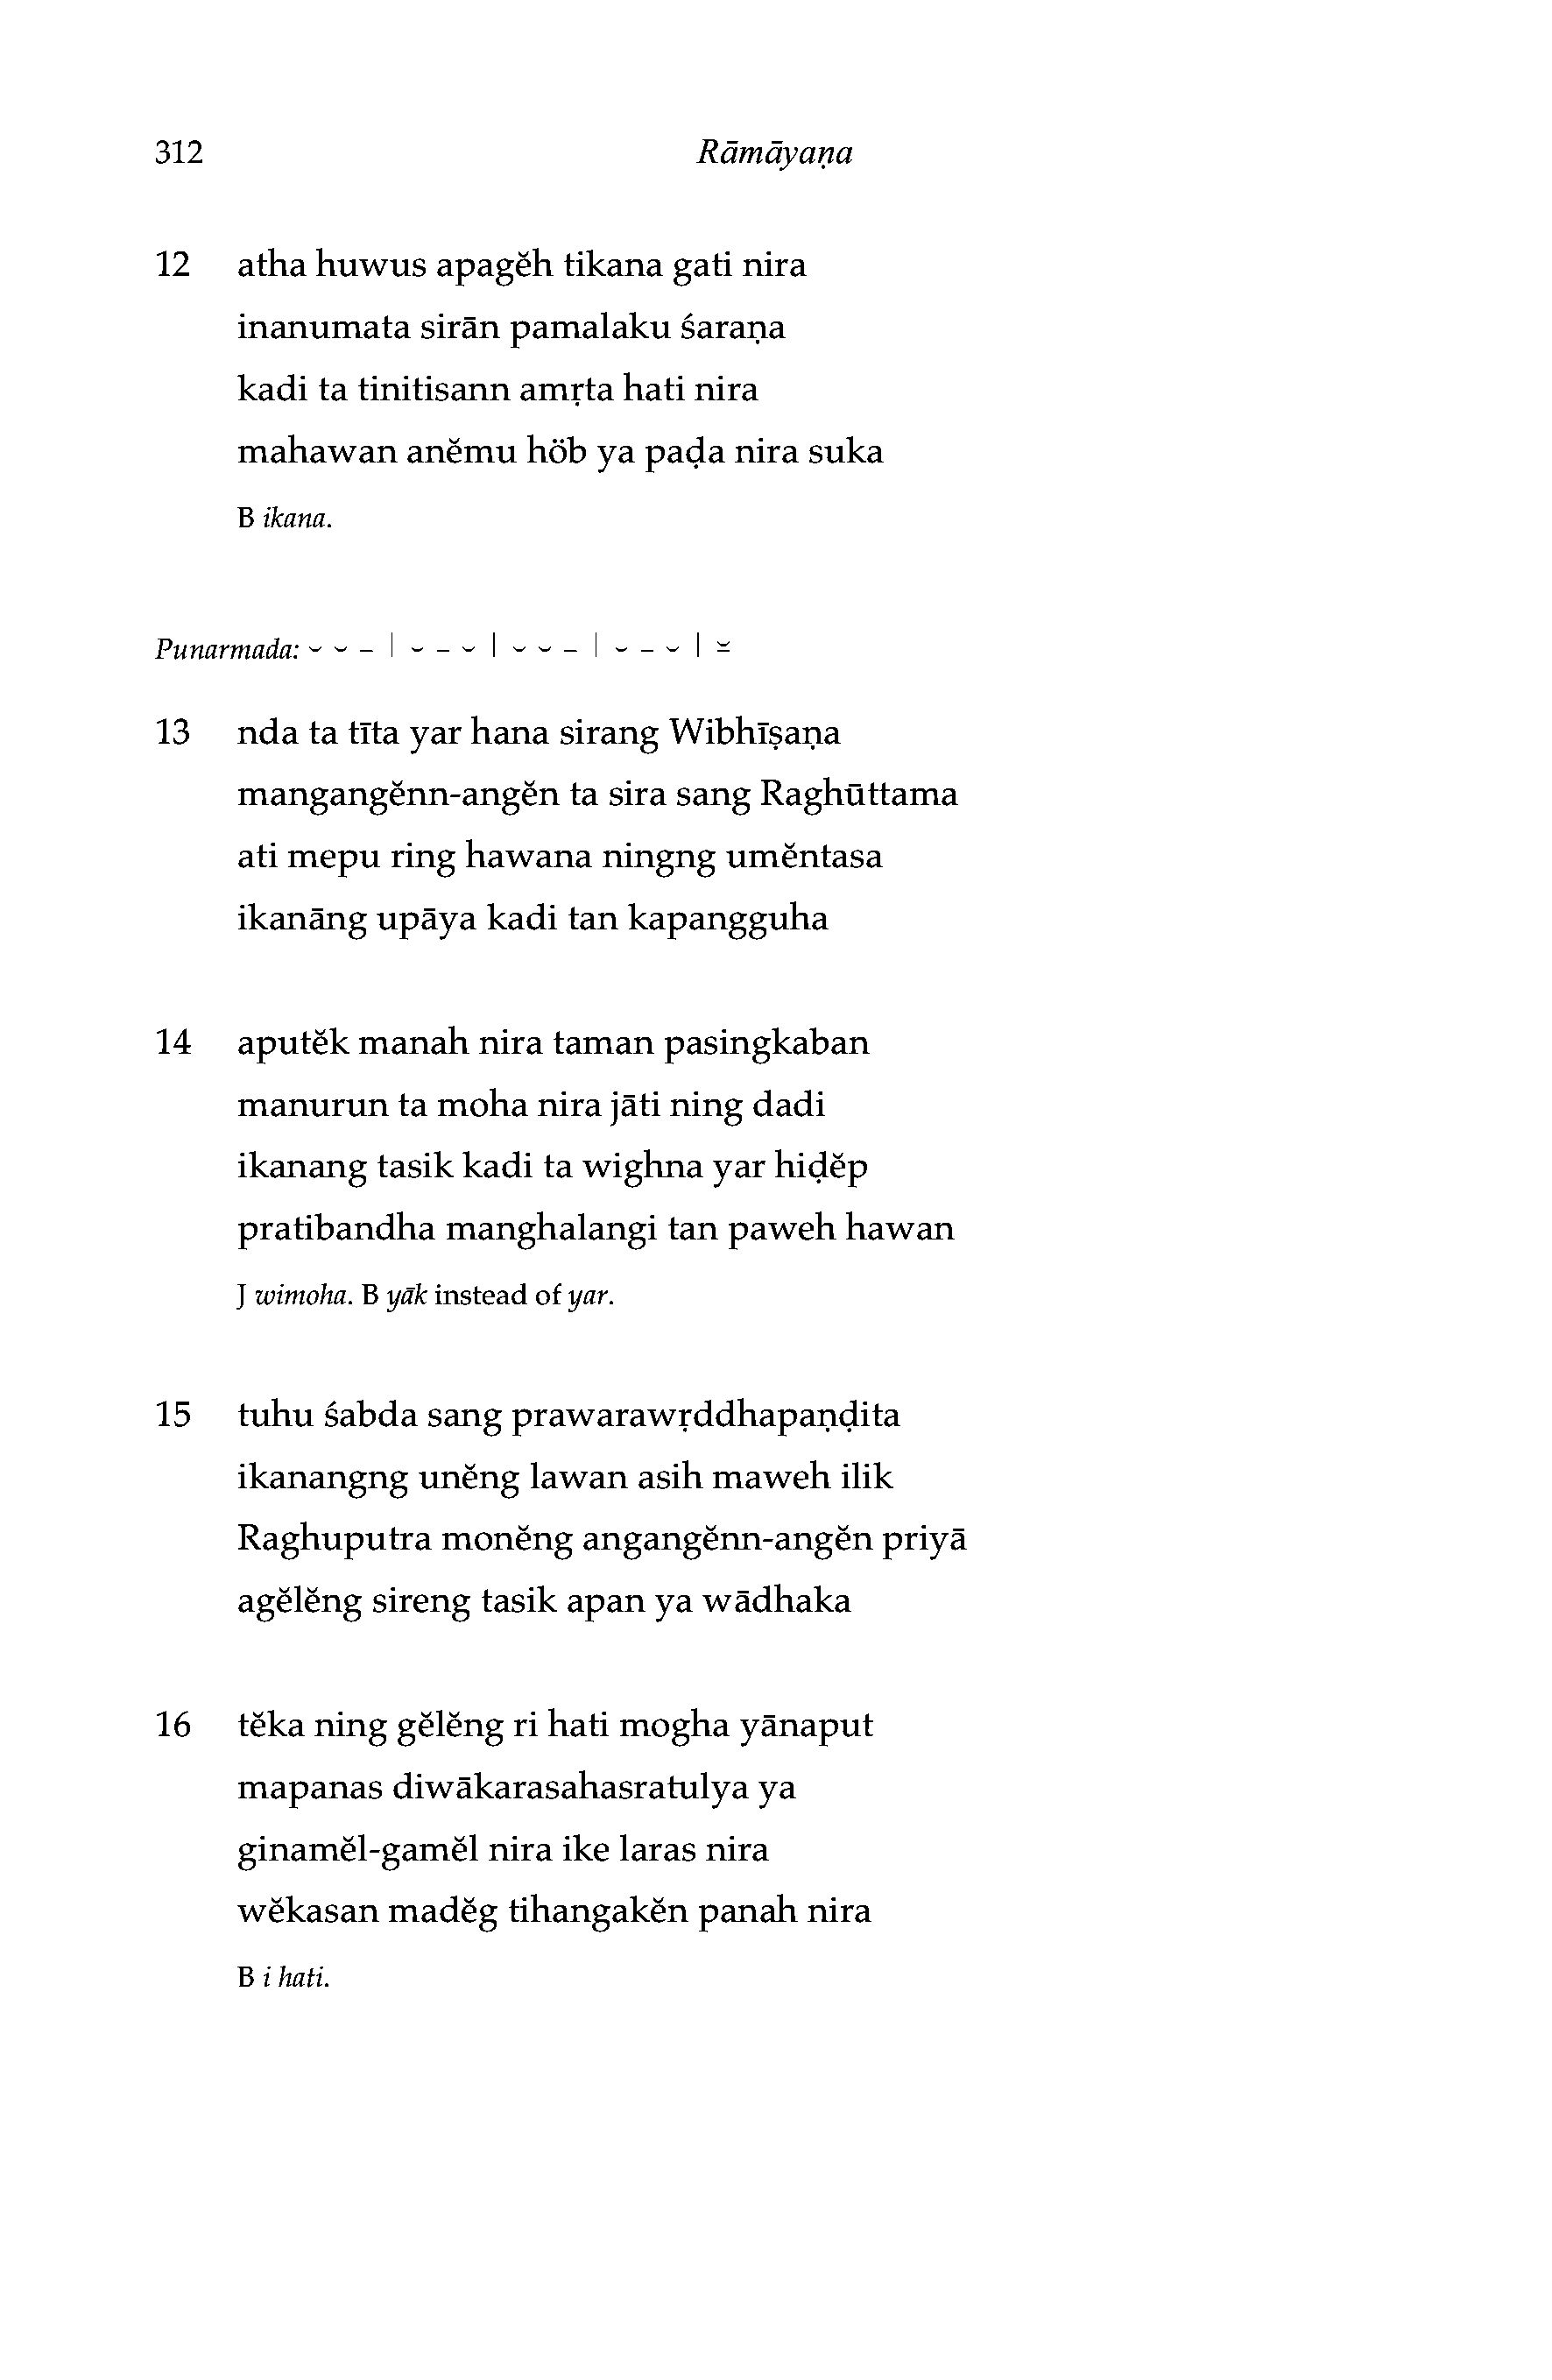 312 Rāmāyaṇa
12 atha huwus apagĕh tikana gati nira
inanumata sirān pamalaku śaraṇa
kadi ta tinitisann amṛta hati nira
mahawan anĕmu höb ya paḍa nira suka
B ikana.
Punarmada: ⏑ ⏑ – | ⏑ – ⏑ | ⏑ ⏑ – | ⏑ – ⏑ | ⏓
13 nda ta tīta yar hana sirang Wibhīṣaṇa
mangangĕnn-angĕn ta sira sang Raghūttama
ati mepu ring hawana ningng umĕntasa
ikanāng upāya kadi tan kapangguha
14 aputĕk manah nira taman pasingkaban
manurun ta moha nira jāti ning dadi
ikanang tasik kadi ta wighna yar hiḍĕp
pratibandha manghalangi tan paweh hawan
J wimoha. B yāk instead of yar.
15 tuhu śabda sang prawarawṛddhapaṇḍita
ikanangng unĕng lawan asih maweh ilik
Raghuputra monĕng angangĕnn-angĕn priyā
agĕlĕng sireng tasik apan ya wādhaka
16 tĕka ning gĕlĕng ri hati mogha yānaput
mapanas diwākarasahasratulya ya
ginamĕl-gamĕl nira ike laras nira
wĕkasan madĕg tihangakĕn panah nira
B i hati.